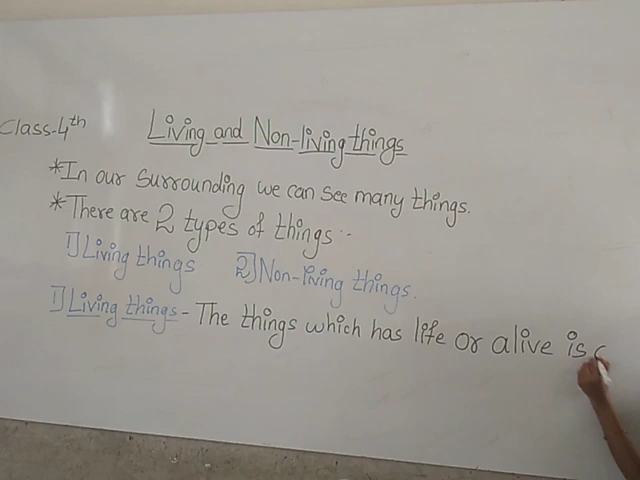 Class-4th
Living and Non-living things
*In our surrounding we can see many things.
*There are 2 types of things:-
1] Living things 2] Non-living things.
1] Living things - The things which has life or alive is c